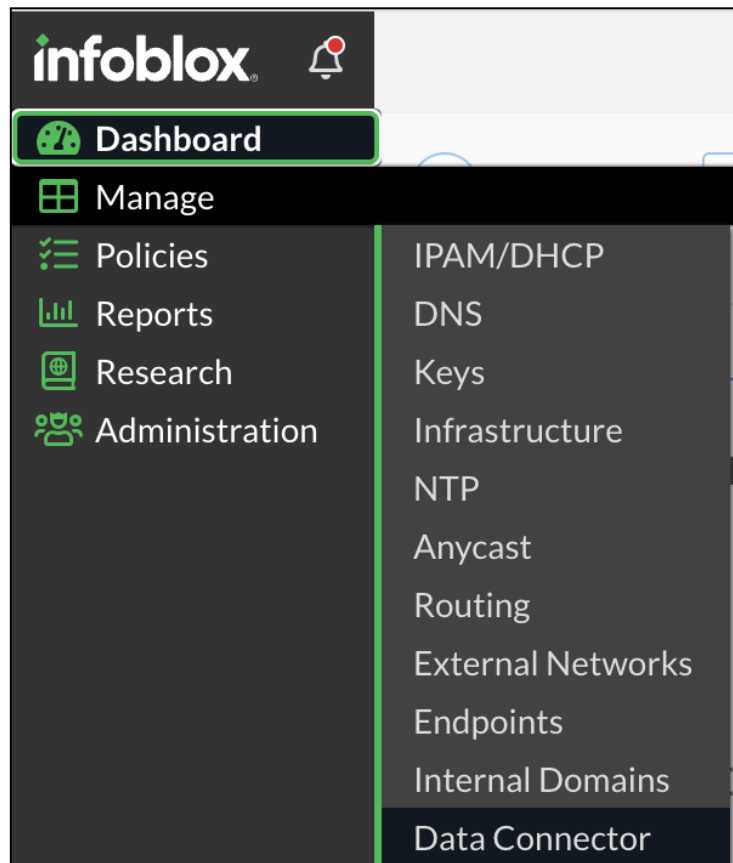 infoblox®
Dashboard
Manage
Policies
Reports
Research
Administration
IPAM/DHCP
DNS
Keys
Infrastructure
NTP
Anycast
Routing
External Networks
Endpoints
Internal Domains
Data Connector